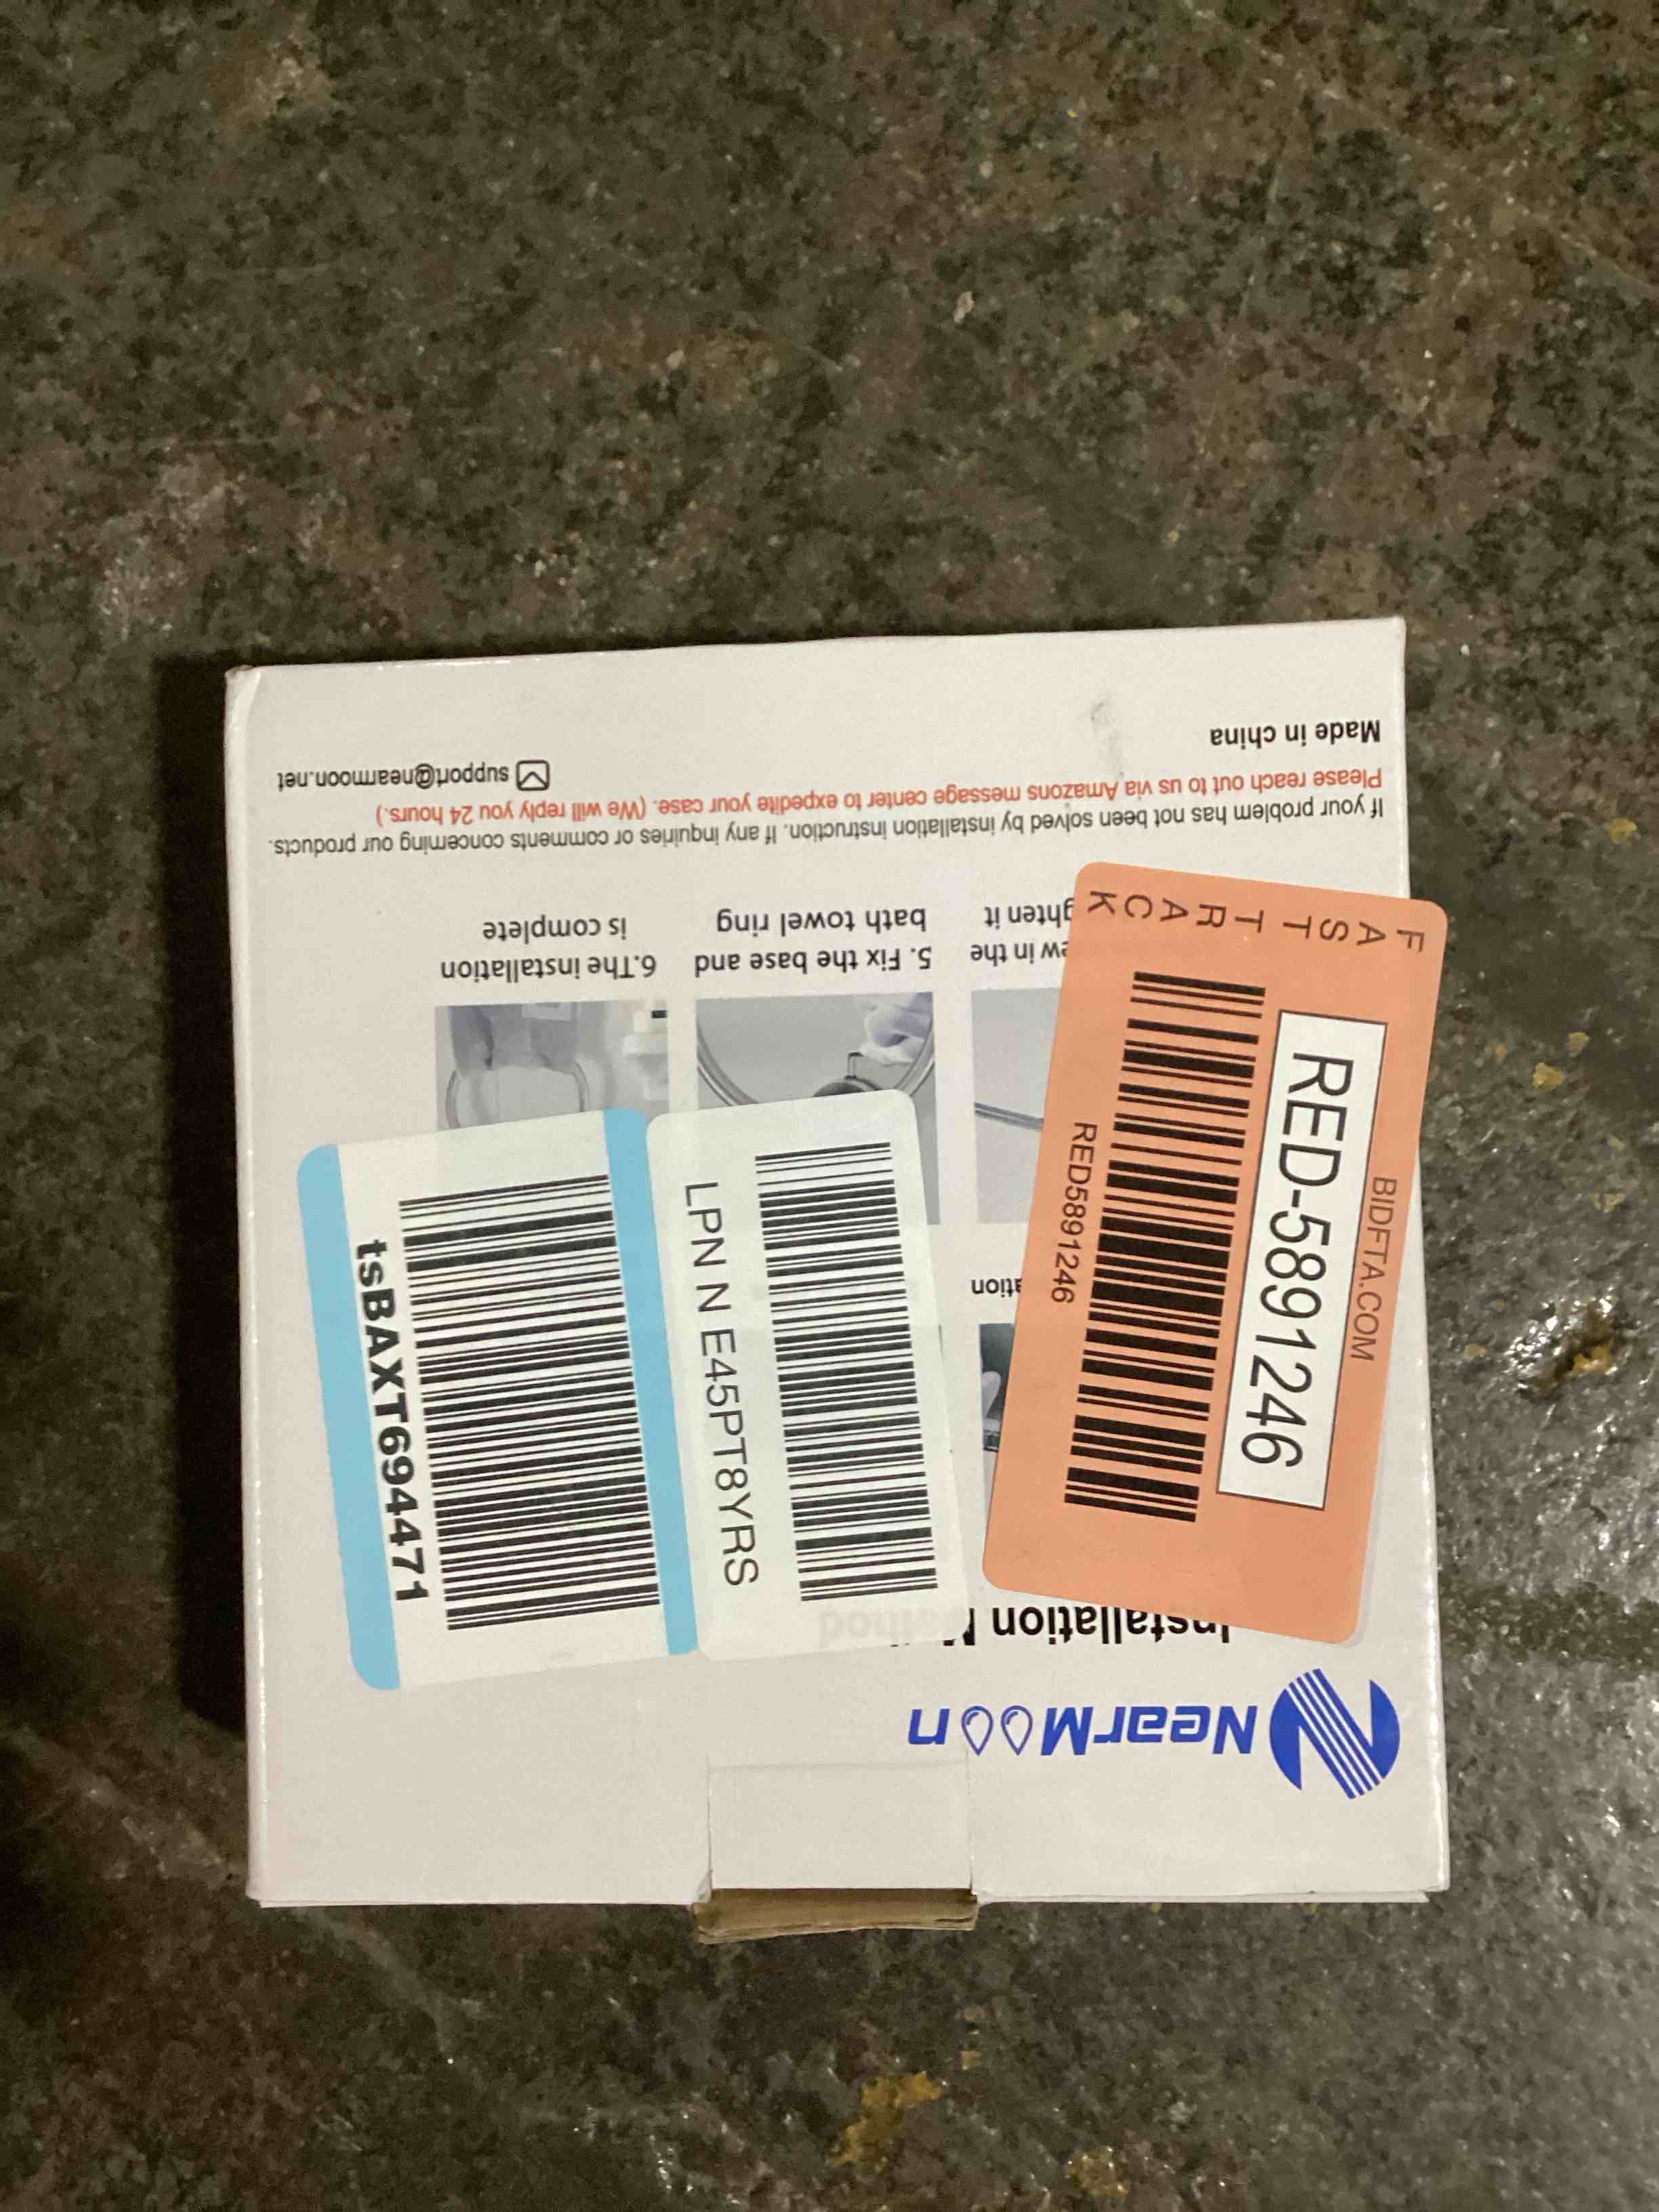 NearMoon
Installation Method
ation
ew in the
ghten it
5. Fix the base and
bath towel ring
6.The installation
is complete
If your problem has not been solved by installation instruction. If any inquiries or comments concerning our products.
Please reach out to us via Amazons message center to expedite your case. (We will reply you 24 hours.)
support@nearmoon.net
Made in china
BIDFTA.COM
RED-5891246
RED5891246
FAST TRACK
LPN N E45PT8YRS
tsBAXT694471